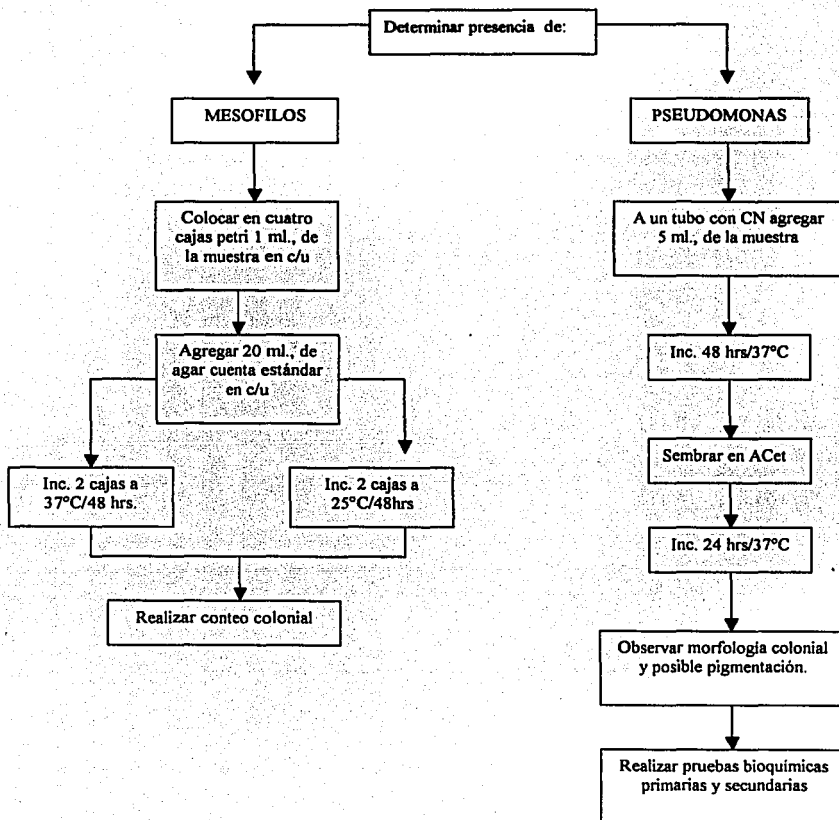 Determinar presencia de:
MESOFILOS
Colocar en cuatro
cajas petri 1 ml., de
la muestra en c/u
Agregar 20 ml., de
agar cuenta estándar
en c/u
Inc. 2 cajas a
37°C/48 hrs.
Inc. 2 cajas a
25°C/48hrs
Realizar conteo colonial
PSEUDOMONAS
A un tubo con CN agregar
5 ml., de la muestra
Inc. 48 hrs/37°C
Sembrar en ACet
Inc. 24 hrs/37°C
Observar morfología colonial
y posible pigmentación.
Realizar pruebas bioquímicas
primarias y secundarias